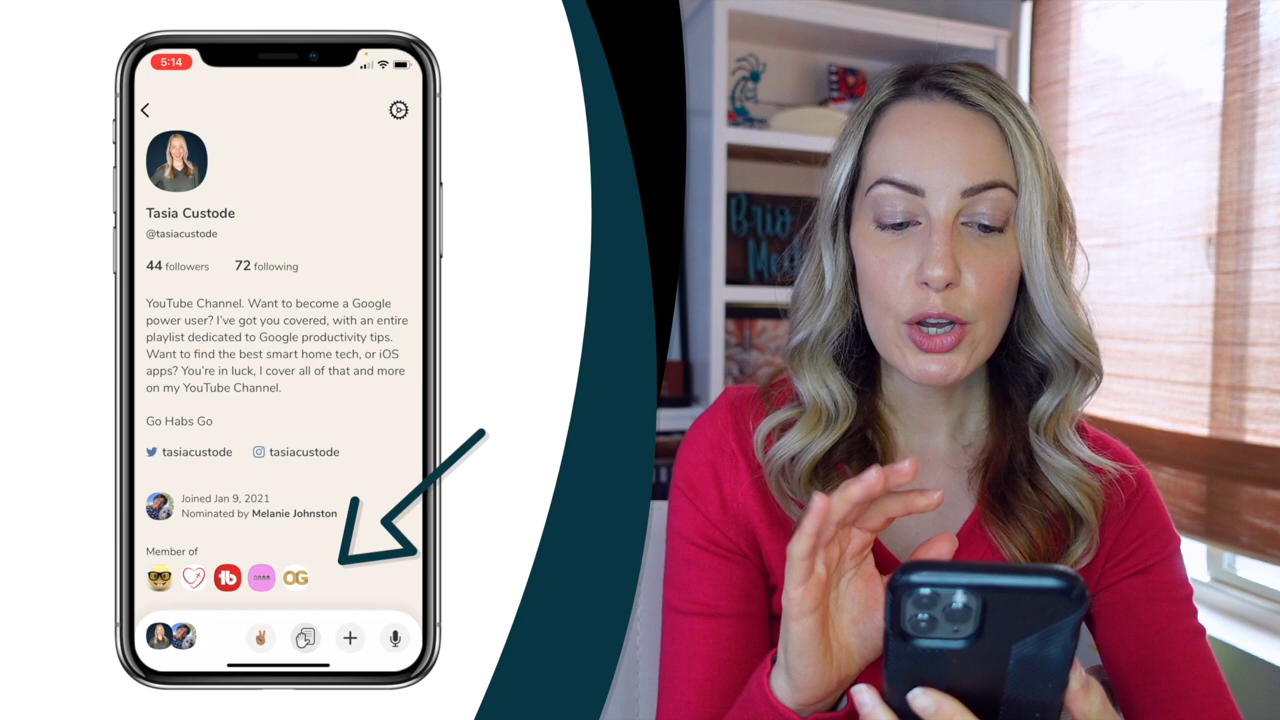 5:14
Tasia Custode
@tasiacustode
44 followers 72 following
YouTube Channel. Want to become a Google
power user? I've got you covered, with an entire
playlist dedicated to Google productivity tips.
Want to find the best smart home tech, or iOS
apps? You're in luck, I cover all of that and more
on my YouTube Channel.
Go Habs Go
tasiacustode tasiacustode
Joined Jan 9, 2021
Nominated by Melanie Johnston
Member of
OG
Brio